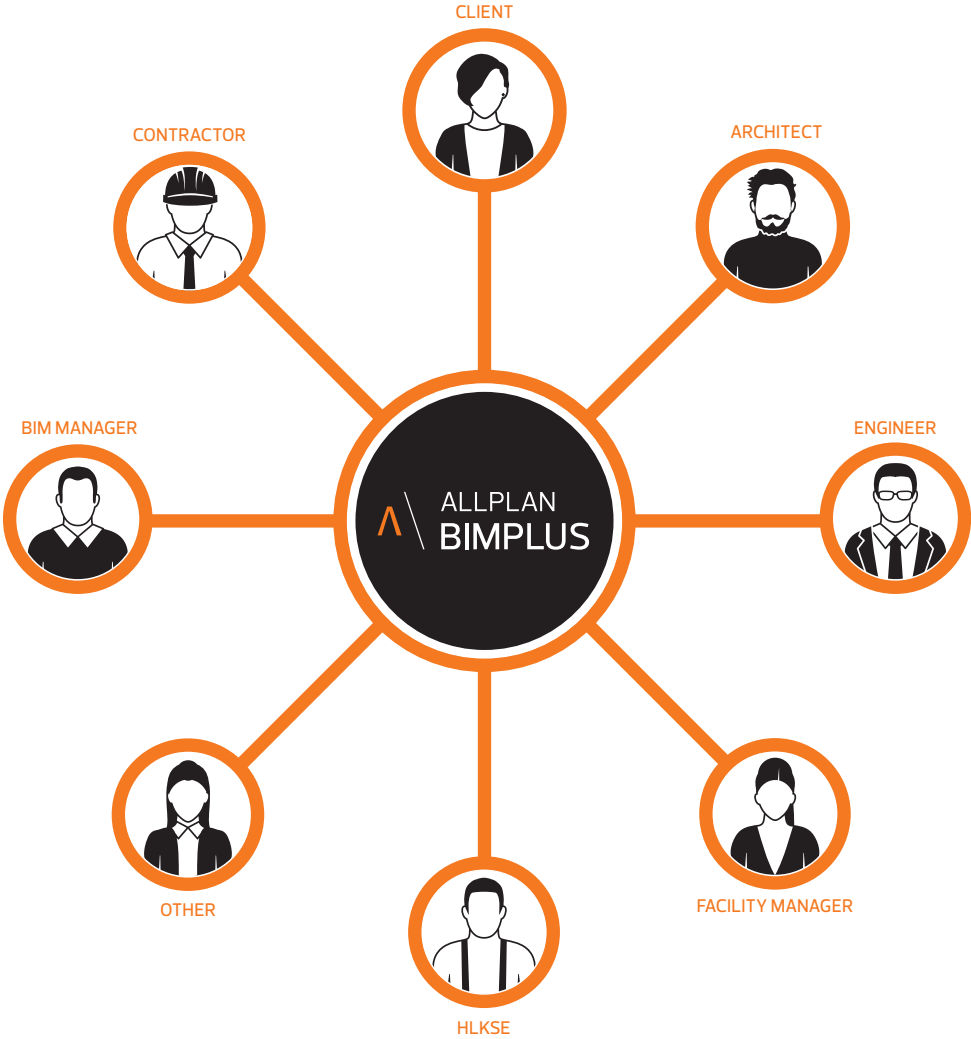 CLIENT
CONTRACTOR
ARCHITECT
BIM MANAGER
ENGINEER
ALLPLAN
BIMPLUS
OTHER
FACILITY MANAGER
HLKSE